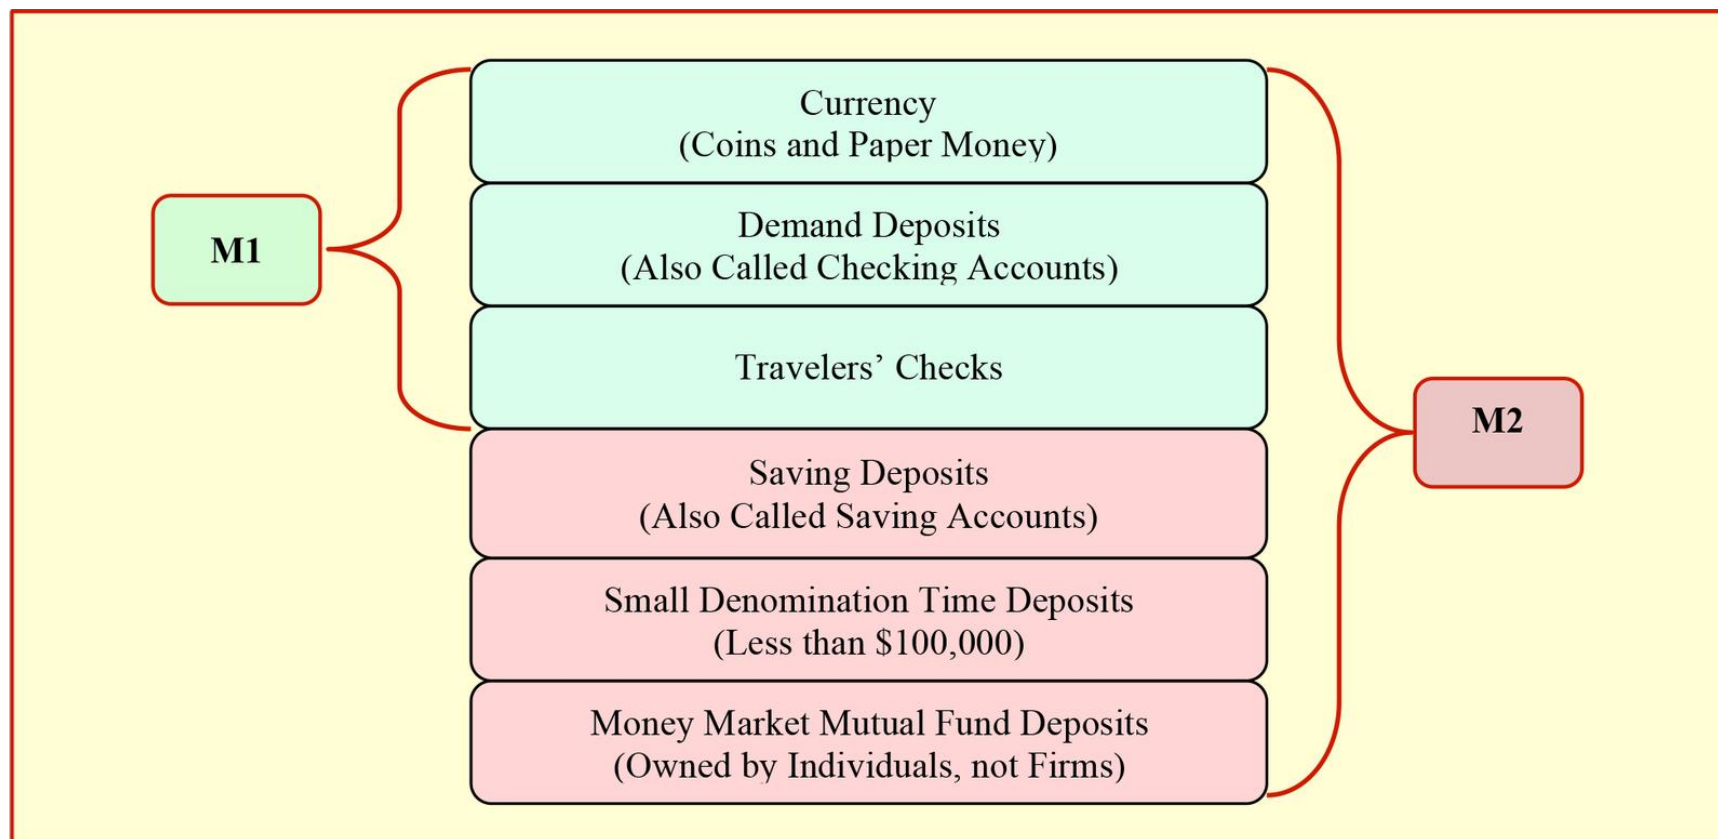 Currency
(Coins and Paper Money)
M1
Demand Deposits
(Also Called Checking Accounts)
Travelers’ Checks
M2
Saving Deposits
(Also Called Saving Accounts)
Small Denomination Time Deposits
(Less than $100,000)
Money Market Mutual Fund Deposits
(Owned by Individuals, not Firms)